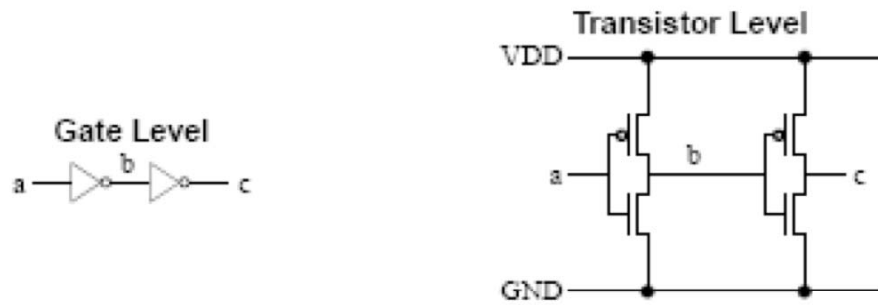 Transistor Level
VDD
Gate Level
a b c
a b c
GND